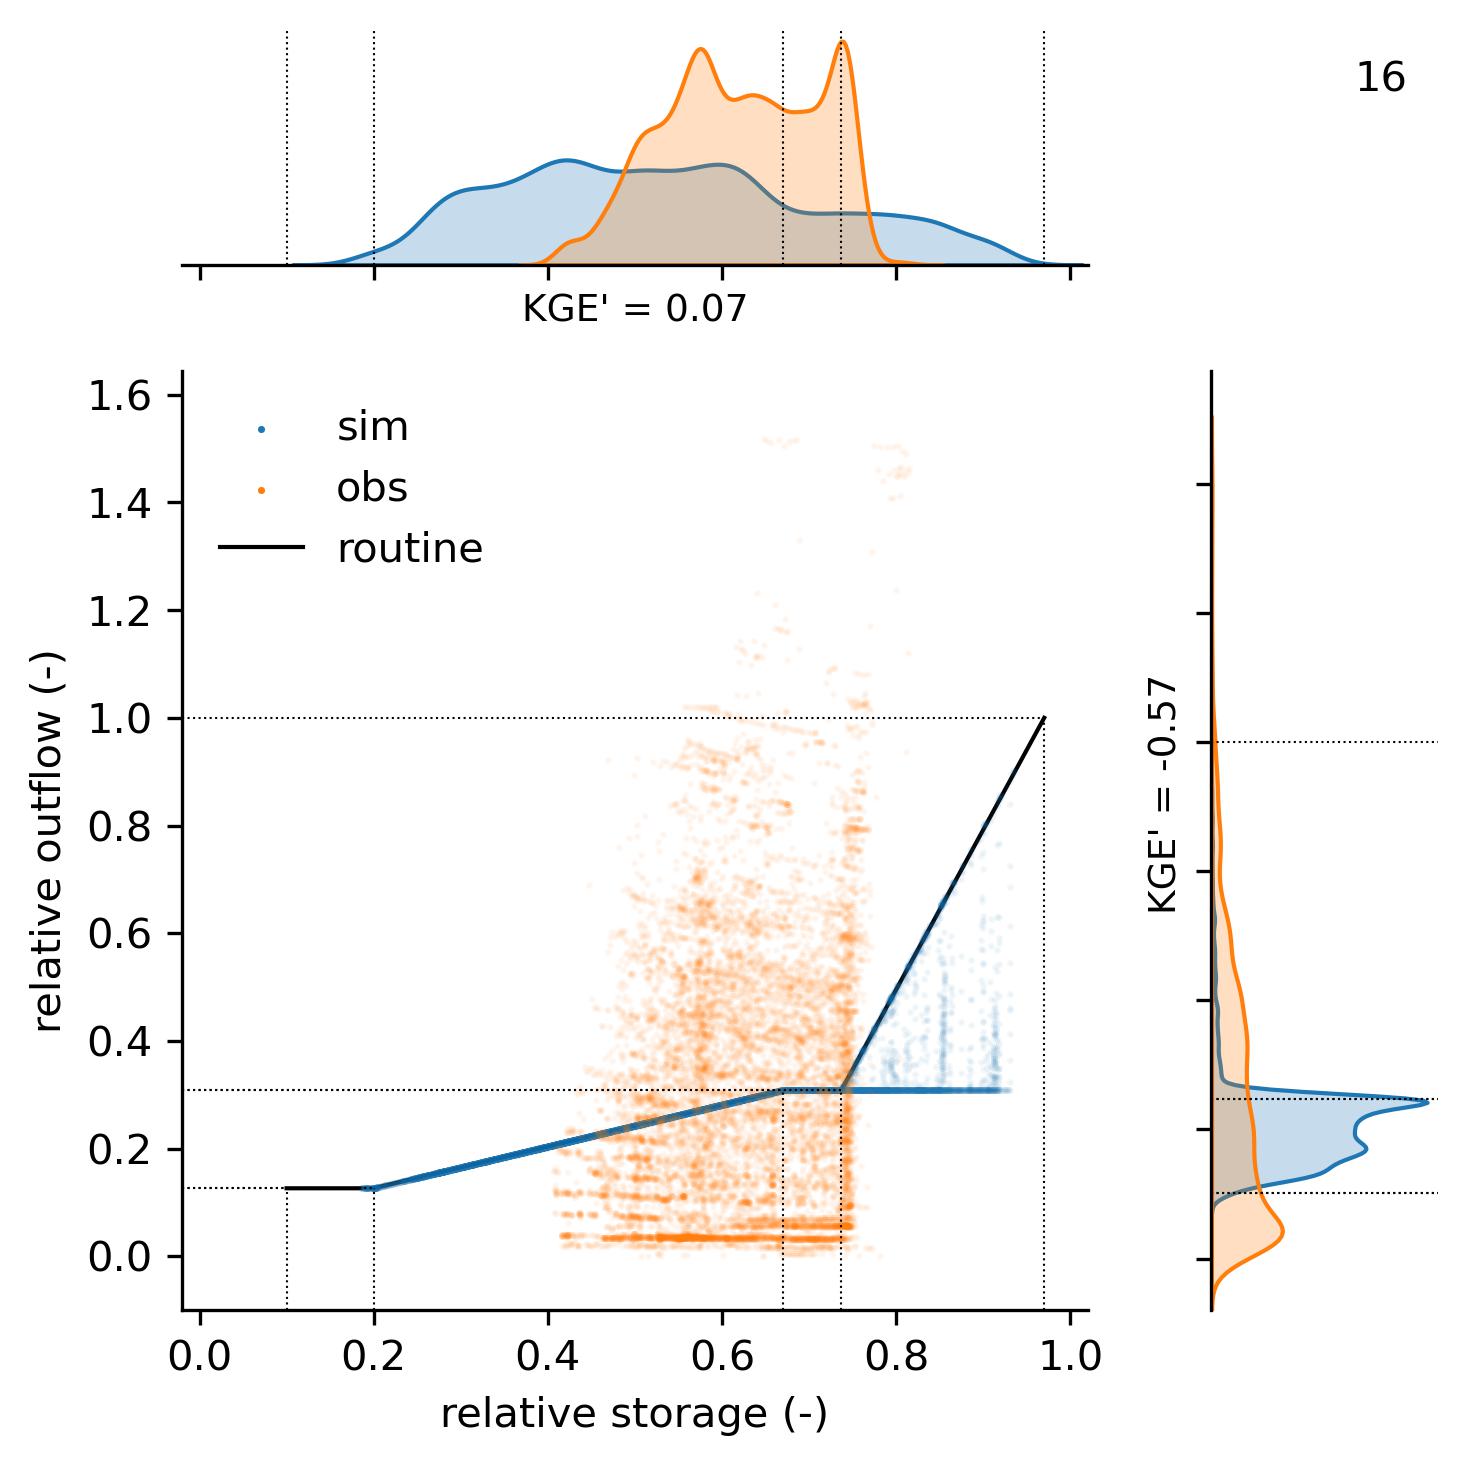 16
KGE' = 0.07
1.6
1.4
1.2
1.0
0.8
0.6
0.4
0.2
0.0
relative outflow (-)
sim
obs
routine
KGE' = -0.57
0.0 0.2 0.4 0.6 0.8 1.0
relative storage (-)